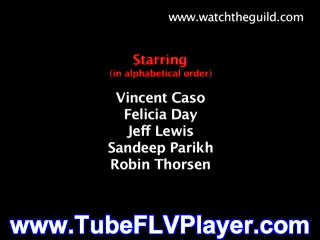 www.watchtheguild.com
Starring
(in alphabetical order)
Vincent Caso
Felicia Day
Jeff Lewis
Sandeep Parikh
Robin Thorsen
www.TubeFLVPlayer.com